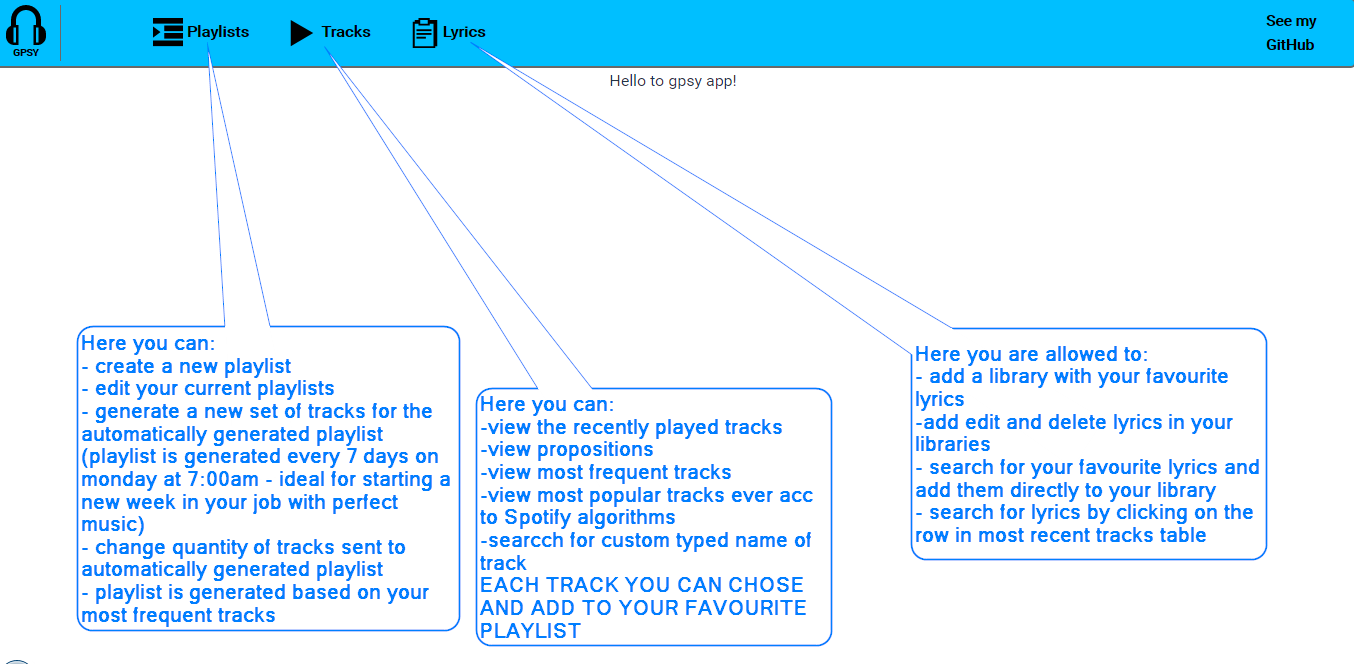 GPSY
Playlists
Tracks
Lyrics
See my
GitHub
Hello to gpsy app!
Here you can:
- create a new playlist
- edit your current playlists
- generate a new set of tracks for the
automatically generated playlist
(playlist is generated every 7 days on
monday at 7:00am - ideal for starting a
new week in your job with perfect
music)
- change quantity of tracks sent to
automatically generated playlist
- playlist is generated based on your
most frequent tracks
Here you can:
-view the recently played tracks
-view propositions
-view most frequent tracks
-view most popular tracks ever acc
to Spotify algorithms
-searcch for custom typed name of
track
EACH TRACK YOU CAN CHOSE
AND ADD TO YOUR FAVOURITE
PLAYLIST
Here you are allowed to:
- add a library with your favourite
lyrics
-add edit and delete lyrics in your
libraries
- search for your favourite lyrics and
add them directly to your library
- search for lyrics by clicking on the
row in most recent tracks table